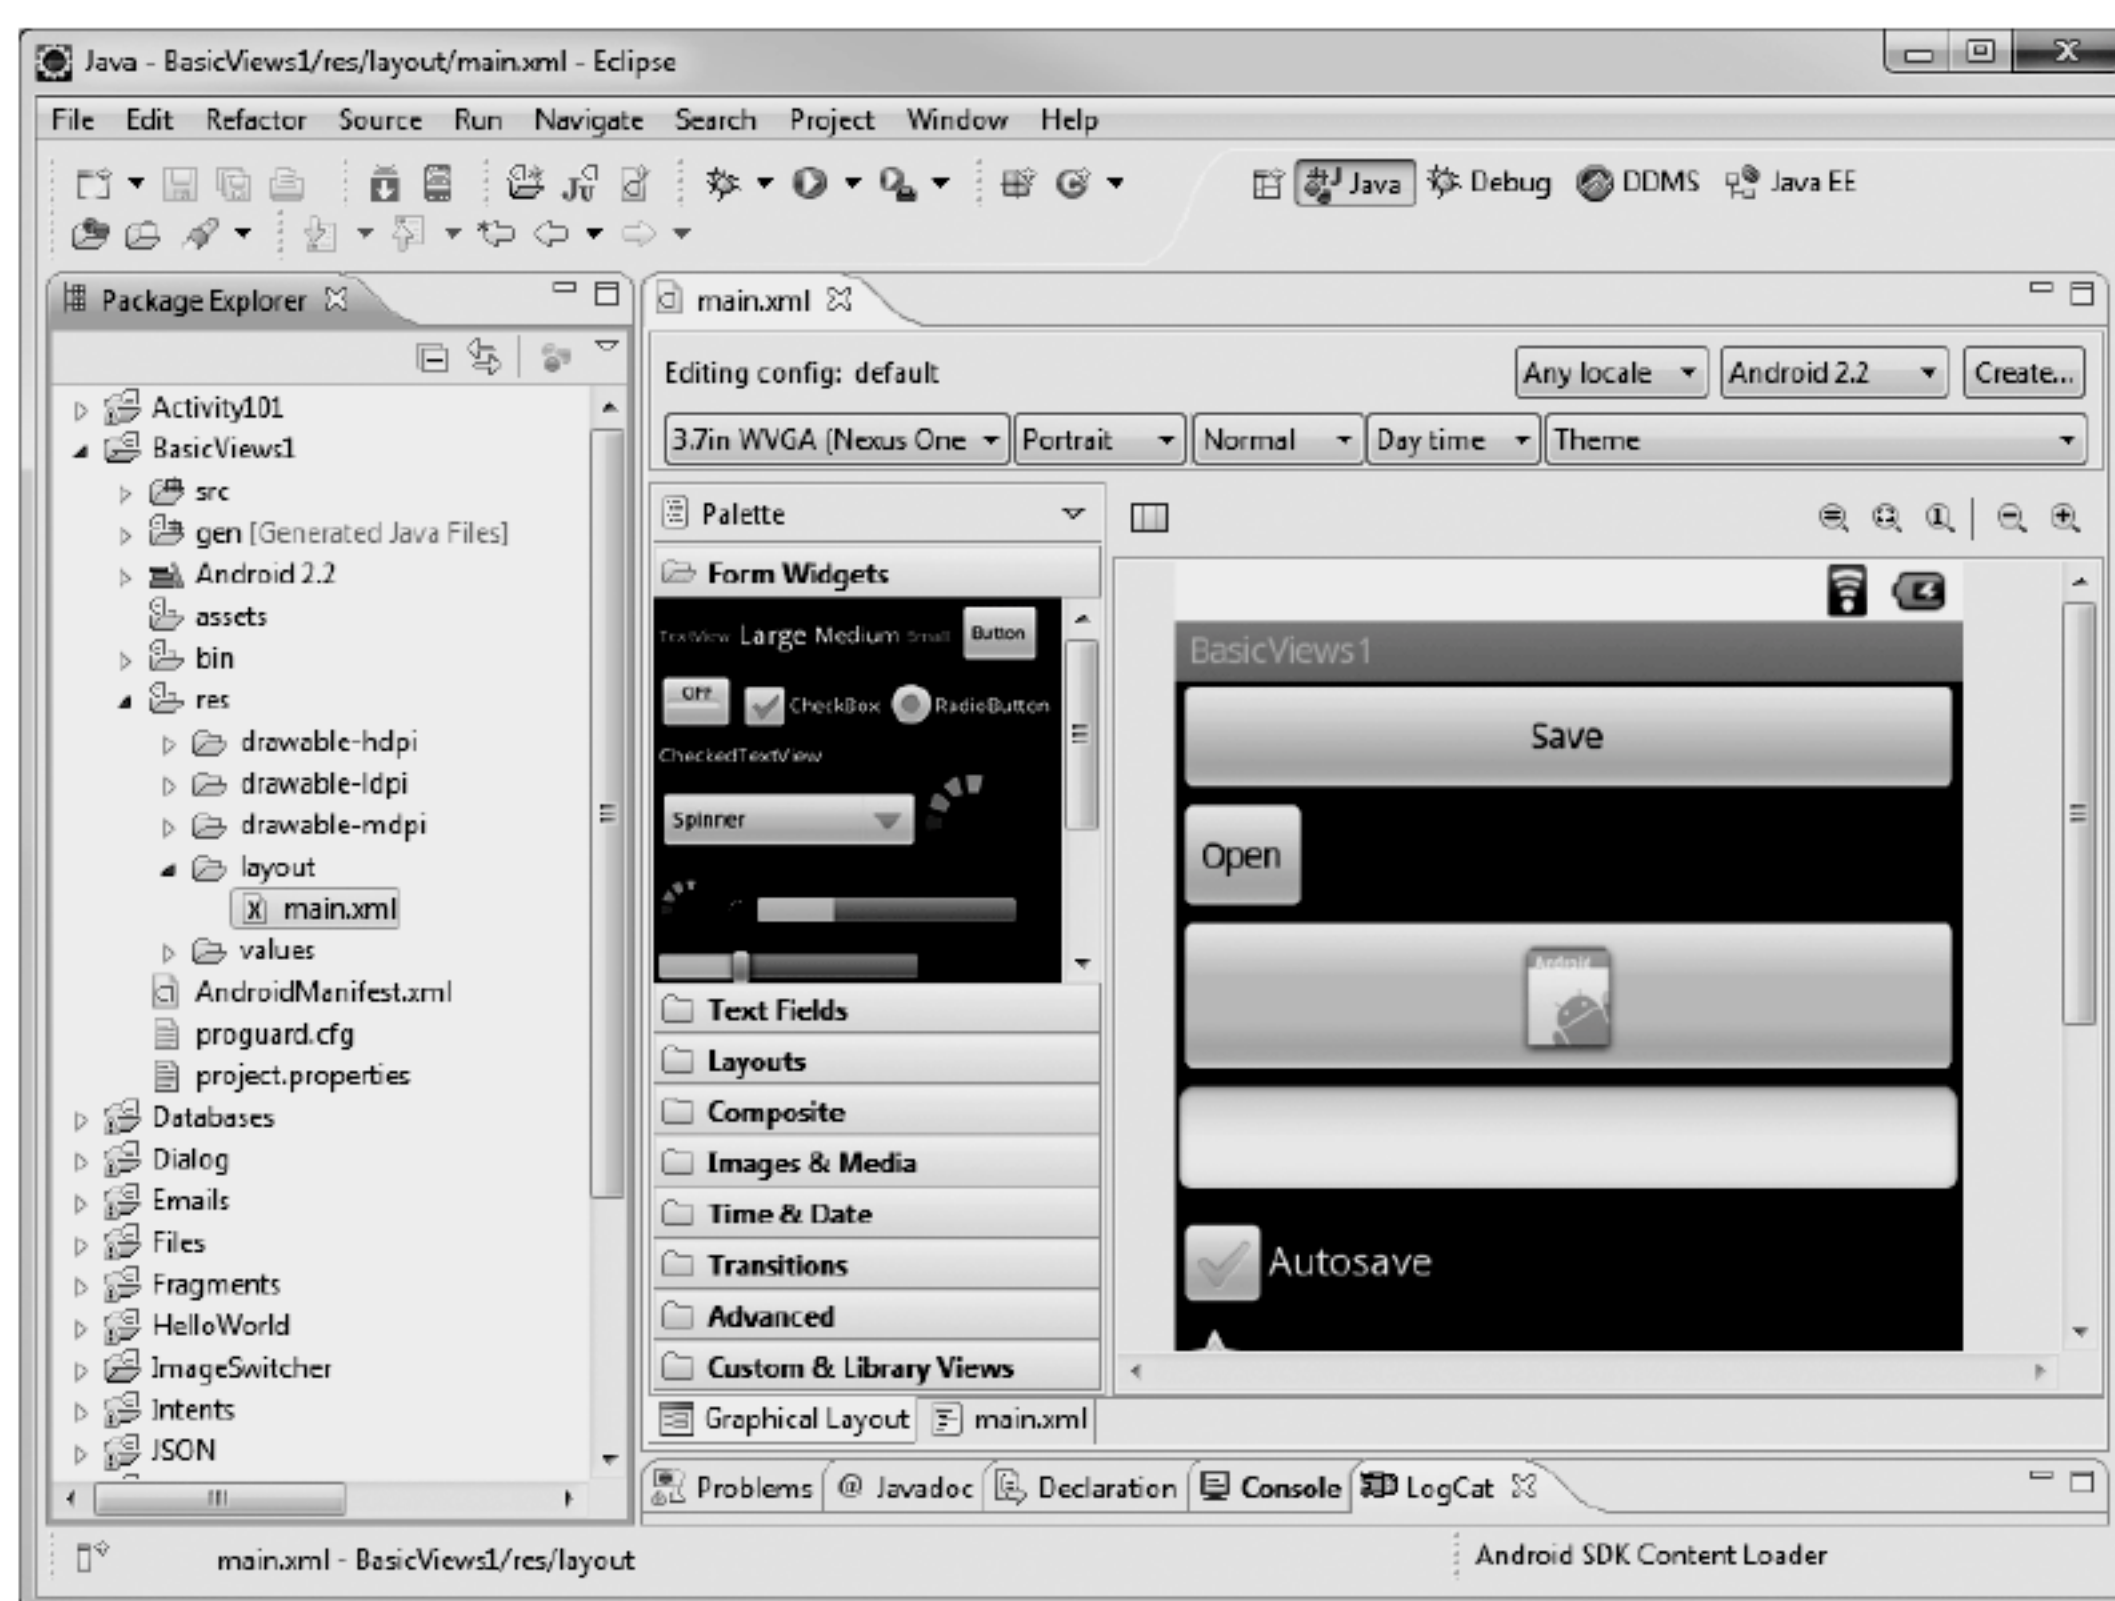 Java - BasicViews1/res/layout/main.xml - Eclipse
File Edit Refactor Source Run Navigate Search Project Window Help
Java Debug DDMS Java EE
Package Explorer
Activity101
BasicViews1
src
gen [Generated Java Files]
Android 2.2
assets
bin
res
drawable-hdpi
drawable-ldpi
drawable-mdpi
layout
main.xml
values
AndroidManifest.xml
proguard.cfg
project.properties
Databases
Dialog
Emails
Files
Fragments
HelloWorld
ImageSwitcher
Intents
JSON
main.xml
Editing config: default
Any locale Android 2.2 Create...
3.7in WVGA (Nexus One Portrait Normal Day time Theme
Palette
Form Widgets
TextView Large Medium Small Button
OFF CheckBox RadioButton
CheckedTextView
Spinner
Text Fields
Layouts
Composite
Images & Media
Time & Date
Transitions
Advanced
Custom & Library Views
BasicViews1
Save
Open
Android
Autosave
Graphical Layout main.xml
Problems @ Javadoc Declaration Console LogCat
main.xml - BasicViews1/res/layout
Android SDK Content Loader